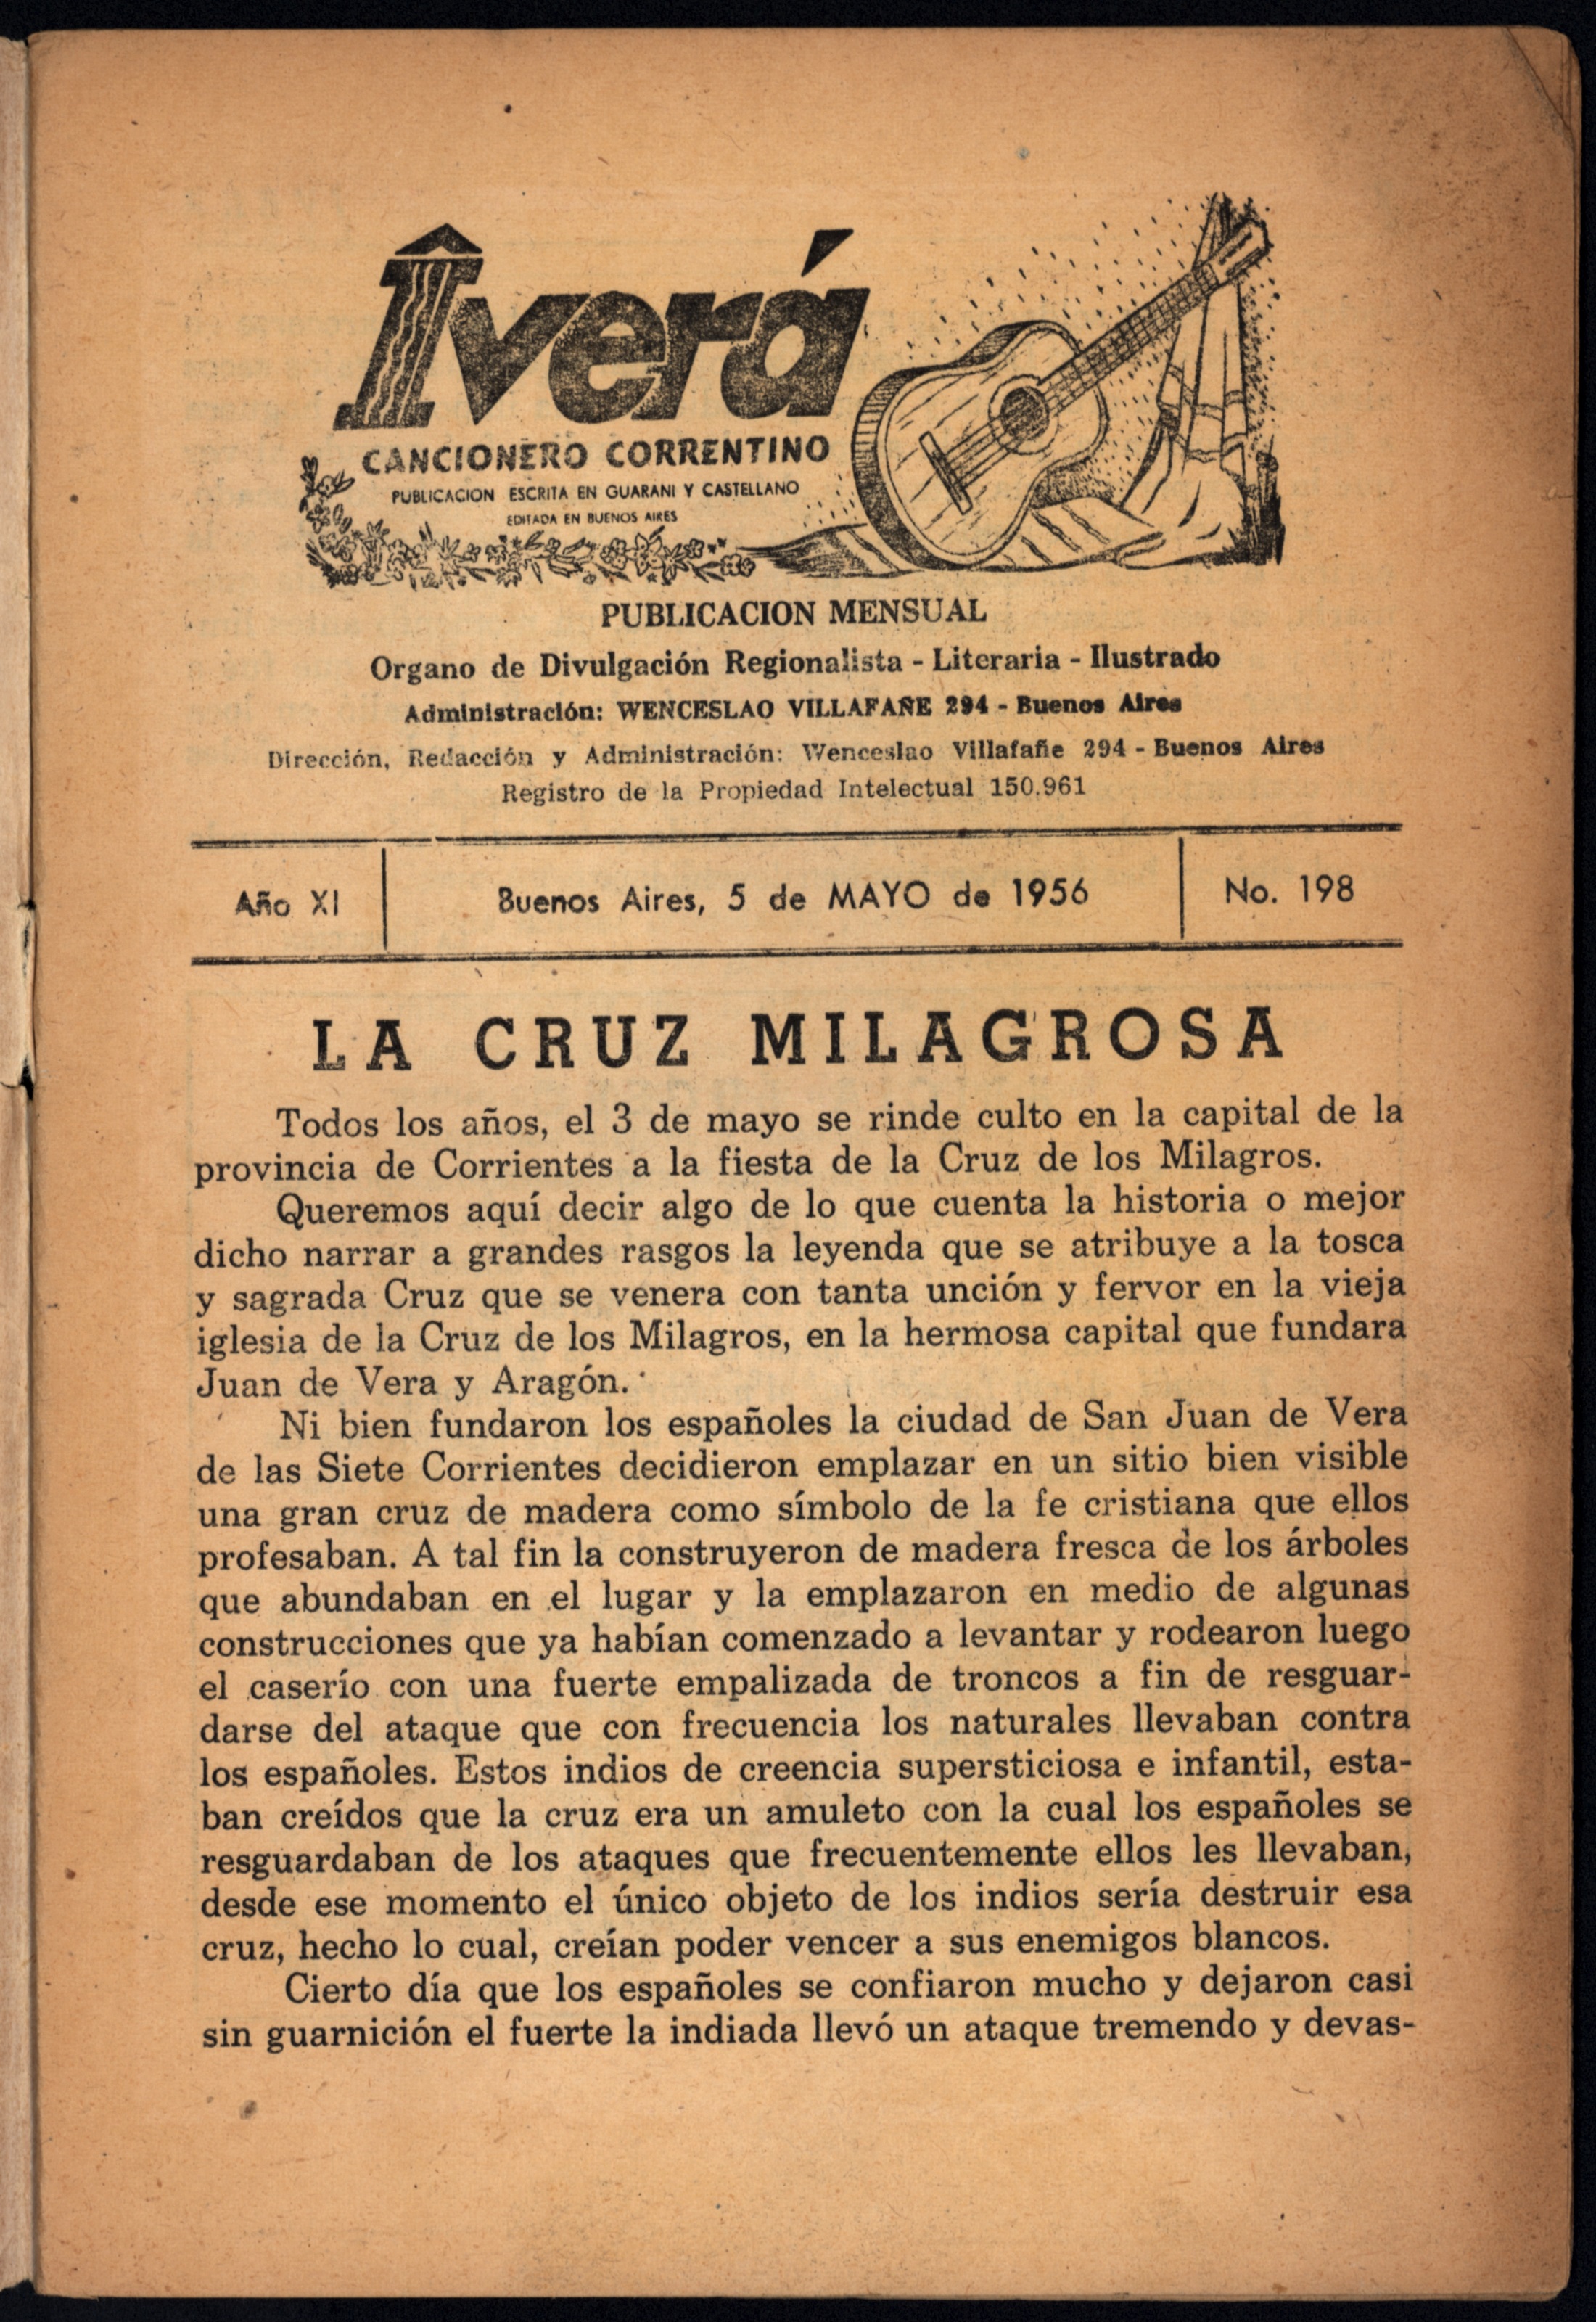 Îverá
CANCIONERO CORRENTINO
PUBLICACION ESCRITA EN GUARANI Y CASTELLANO
EDITADA EN BUENOS AIRES
PUBLICACION MENSUAL
Organo de Divulgación Regionalista - Literaria - Ilustrado
Administración: WENCESLAO VILLAFAÑE 294 - Buenos Aires
Dirección, Redacción y Administración: Wenceslao Villafañe 294 - Buenos Aires
Registro de la Propiedad Intelectual 150.961
Año XI
Buenos Aires, 5 de MAYO de 1956
No. 198
LA CRUZ MILAGROSA
Todos los años, el 3 de mayo se rinde culto en la capital de la
provincia de Corrientes a la fiesta de la Cruz de los Milagros.
Queremos aquí decir algo de lo que cuenta la historia o mejor
dicho narrar a grandes rasgos la leyenda que se atribuye a la tosca
y sagrada Cruz que se venera con tanta unción y fervor en la vieja
iglesia de la Cruz de los Milagros, en la hermosa capital que fundara
Juan de Vera y Aragón.
Ni bien fundaron los españoles la ciudad de San Juan de Vera
de las Siete Corrientes decidieron emplazar en un sitio bien visible
una gran cruz de madera como símbolo de la fe cristiana que ellos
profesaban. A tal fin la construyeron de madera fresca de los árboles
que abundaban en el lugar y la emplazaron en medio de algunas
construcciones que ya habían comenzado a levantar y rodearon luego
el caserío con una fuerte empalizada de troncos a fin de resguar-
darse del ataque que con frecuencia los naturales llevaban contra
los españoles. Estos indios de creencia supersticiosa e infantil, esta-
ban creídos que la cruz era un amuleto con la cual los españoles se
resguardaban de los ataques que frecuentemente ellos les llevaban,
desde ese momento el único objeto de los indios sería destruir esa
cruz, hecho lo cual, creían poder vencer a sus enemigos blancos.
Cierto día que los españoles se confiaron mucho y dejaron casi
sin guarnición el fuerte la indiada llevó un ataque tremendo y devas-